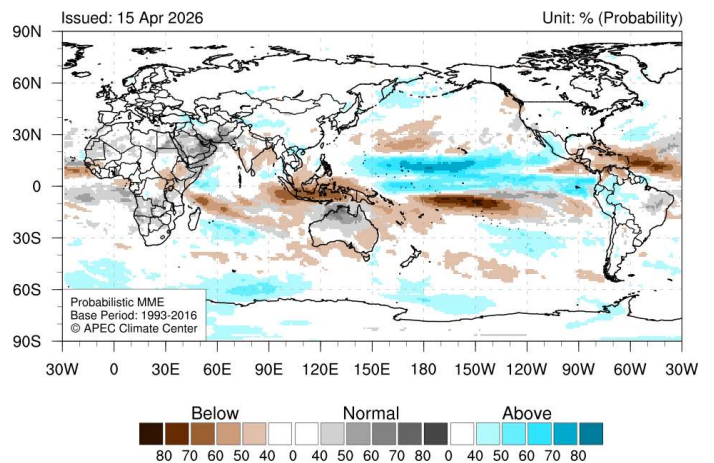 Issued: 15 Apr 2026 Unit: % (Probability)
90N
60N
30N
0
30S
60S
90S
Probabilistic MME
Base Period: 1993-2016
© APEC Climate Center
30W 0 30E 60E 90E 120E 150E 180 150W 120W 90W 60W 30W
Below Normal Above
80 70 60 50 40 0 40 50 60 70 80 0 40 50 60 70 80